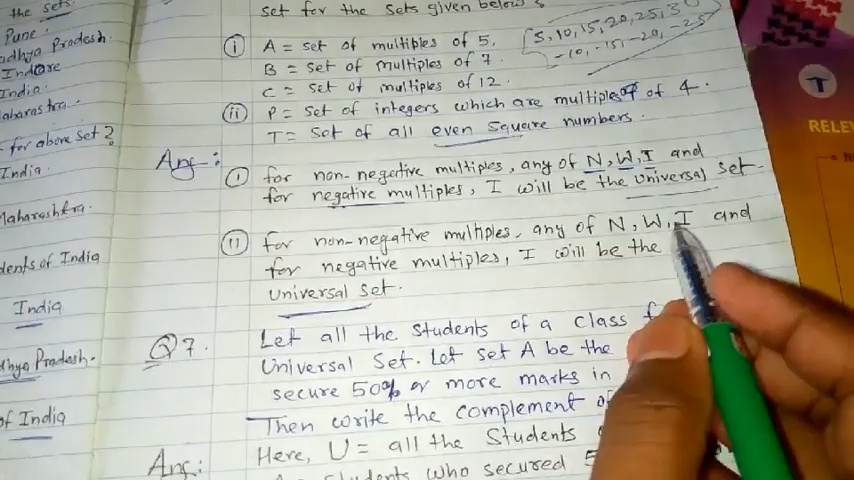 the sets.
Pune.
Madhya Pradesh.
Indore
India.
for above set?
India
Maharashtra.
India
India
Pradesh.
of India
set for the sets given below
(i) A = set of multiples of 5. 5, 10, 15, 20, 25, 30
-10, -15, -20, -25
B = set of multiples of 7.
C = set of multiples of 12.
(ii) P = set of integers which are multiples of 4.
T = Set of all even Square numbers.
Ans:
(i) for non-negative multiples, any of N, W, I and
for negative multiples, I will be the universal set
(ii) for non-negative multiples, any of N, W, I and
for negative multiples, I will be the
universal set.
Q7. Let all the Students of a class
Universal Set. Let set A be the
secure 50% or more marks in
Then write the complement of
Ans: Here, U = all the Students
Students who secured
T
RELE